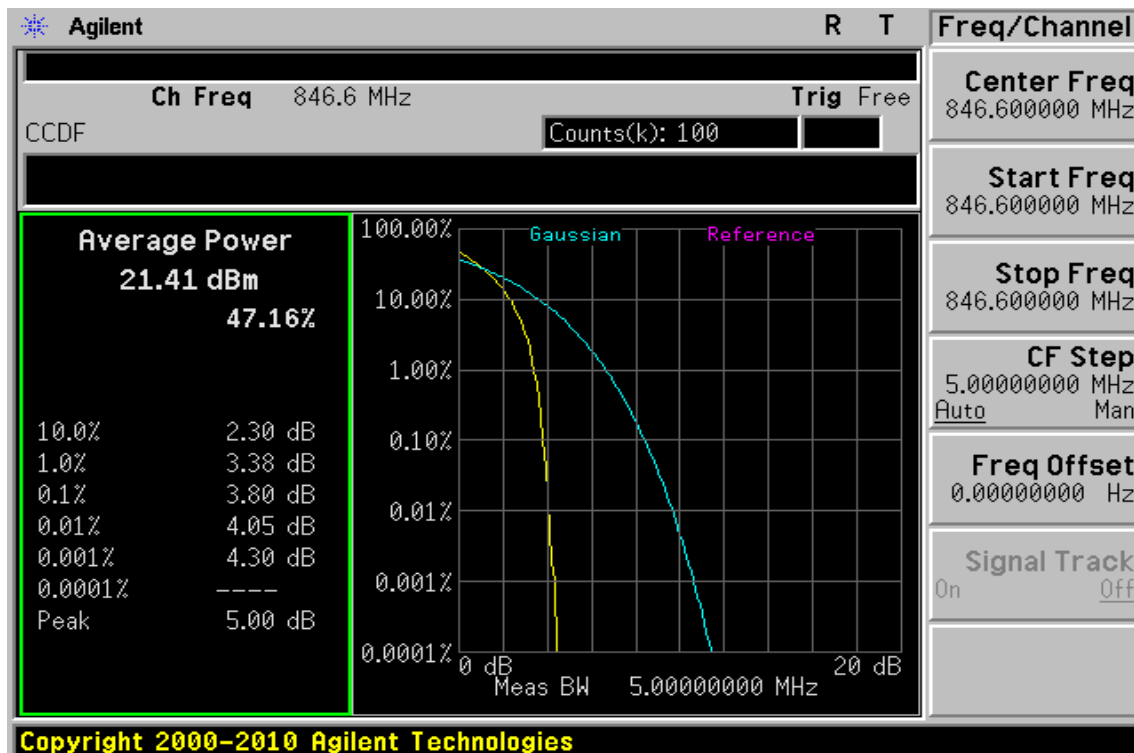 Agilent R T
Ch Freq 846.6 MHz Trig Free
CCDF Counts(k): 100
Average Power
21.41 dBm
47.16%
10.0% 2.30 dB
1.0% 3.38 dB
0.1% 3.80 dB
0.01% 4.05 dB
0.001% 4.30 dB
0.0001% ----
Peak 5.00 dB
Gaussian Reference
100.00%
10.00%
1.00%
0.10%
0.01%
0.001%
0.0001%
0 dB 20 dB
Meas BW 5.00000000 MHz
Freq/Channel
Center Freq
846.600000 MHz
Start Freq
846.600000 MHz
Stop Freq
846.600000 MHz
CF Step
5.00000000 MHz
Auto Man
Freq Offset
0.00000000 Hz
Signal Track
On Off
Copyright 2000-2010 Agilent Technologies